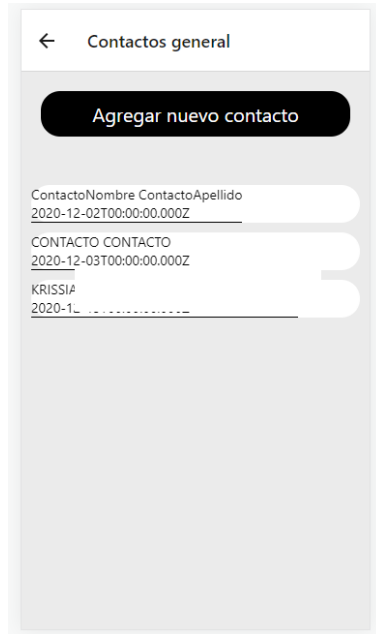 Contactos general
Agregar nuevo contacto
ContactoNombre ContactoApellido
2020-12-02T00:00:00.000Z
CONTACTO CONTACTO
2020-12-03T00:00:00.000Z